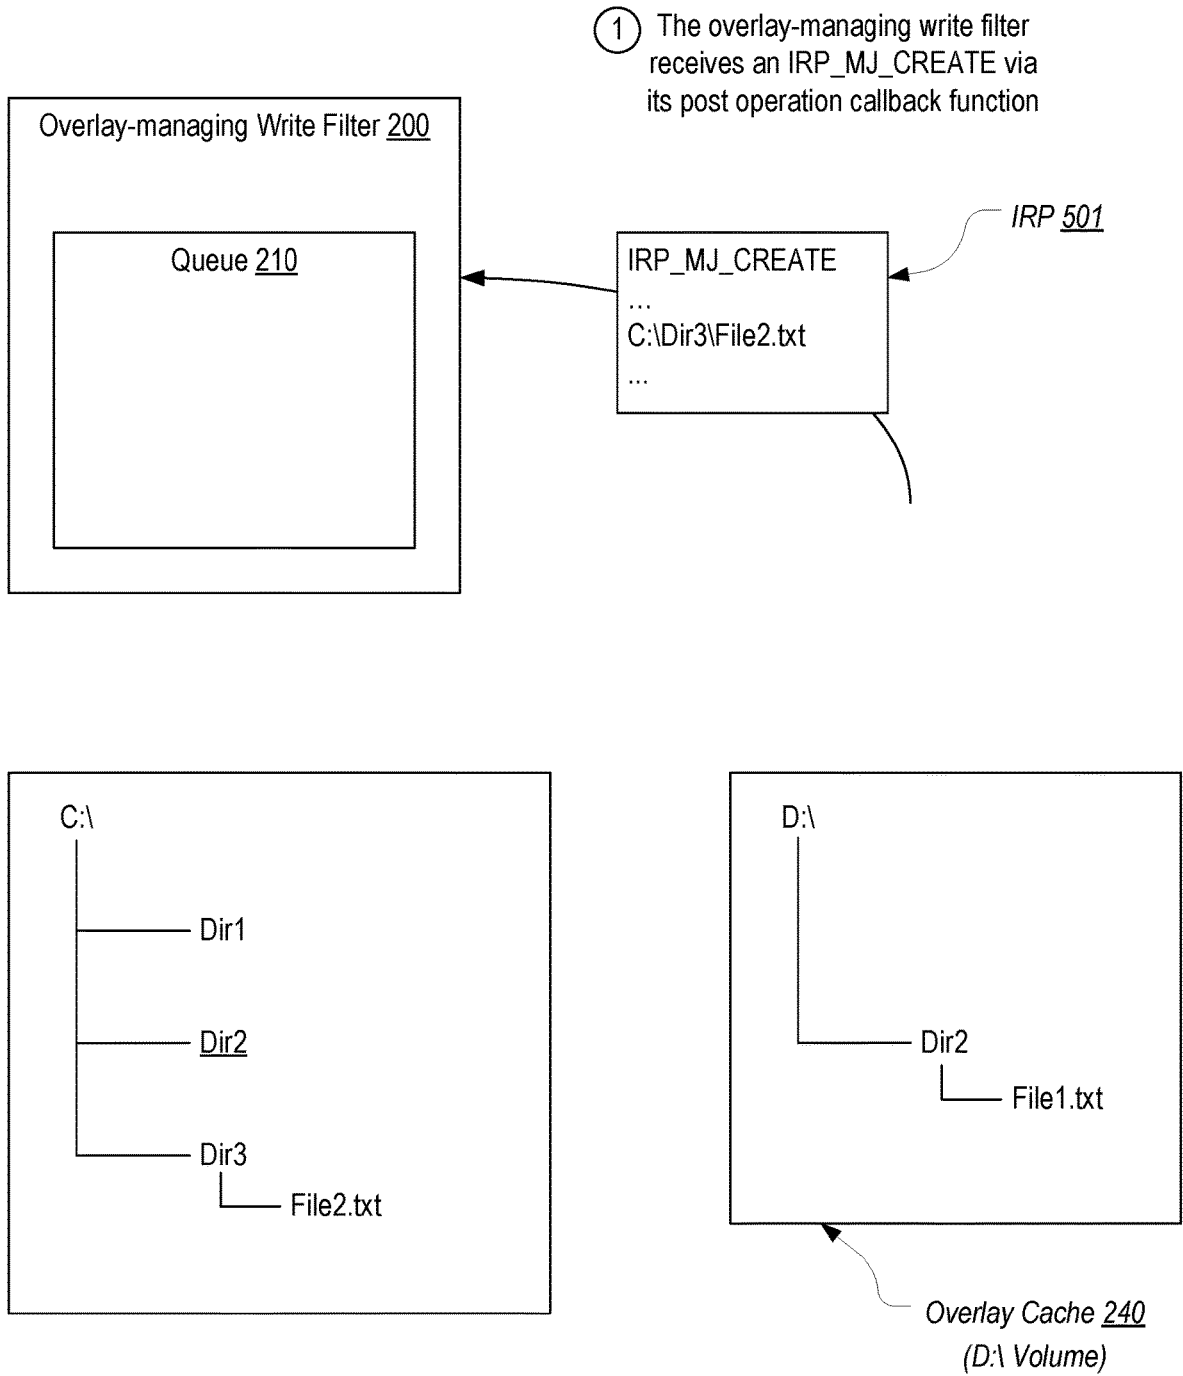 1 The overlay-managing write filter
receives an IRP_MJ_CREATE via
its post operation callback function
Overlay-managing Write Filter 200
Queue 210
IRP 501
IRP_MJ_CREATE
...
C:\Dir3\File2.txt
...
C:\
Dir1
Dir2
Dir3
File2.txt
D:\
Dir2
File1.txt
Overlay Cache 240
(D:\ Volume)